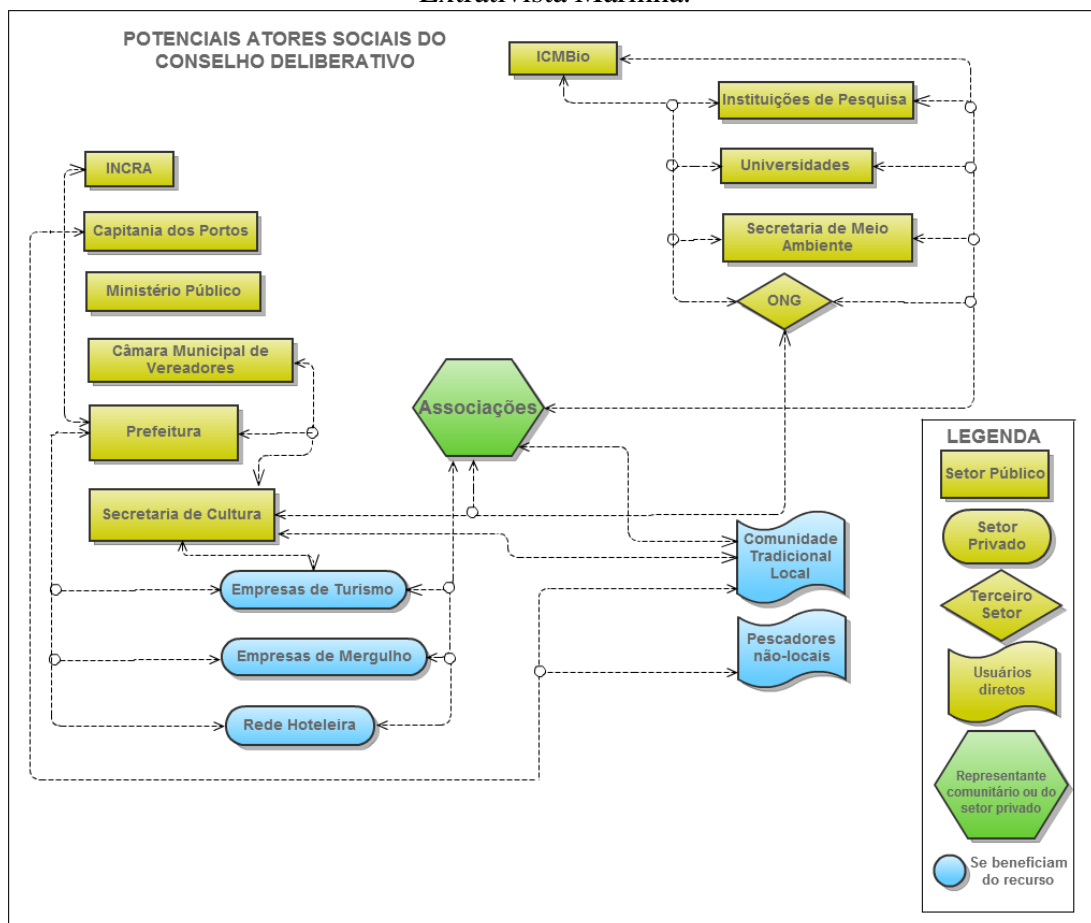 Extrativista Marinha.
POTENCIAIS ATORES SOCIAIS DO
CONSELHO DELIBERATIVO
ICMBio
Instituições de Pesquisa
INCRA
Universidades
Capitania dos Portos
Secretaria de Meio
Ambiente
Ministério Público
ONG
Câmara Municipal de
Vereadores
Associações
Prefeitura
Secretaria de Cultura
Comunidade
Tradicional
Local
Empresas de Turismo
Empresas de Mergulho
Pescadores
não-locais
Rede Hoteleira
LEGENDA
Setor Público
Setor
Privado
Terceiro
Setor
Usuários
diretos
Representante
comunitário ou do
setor privado
Se beneficiam
do recurso